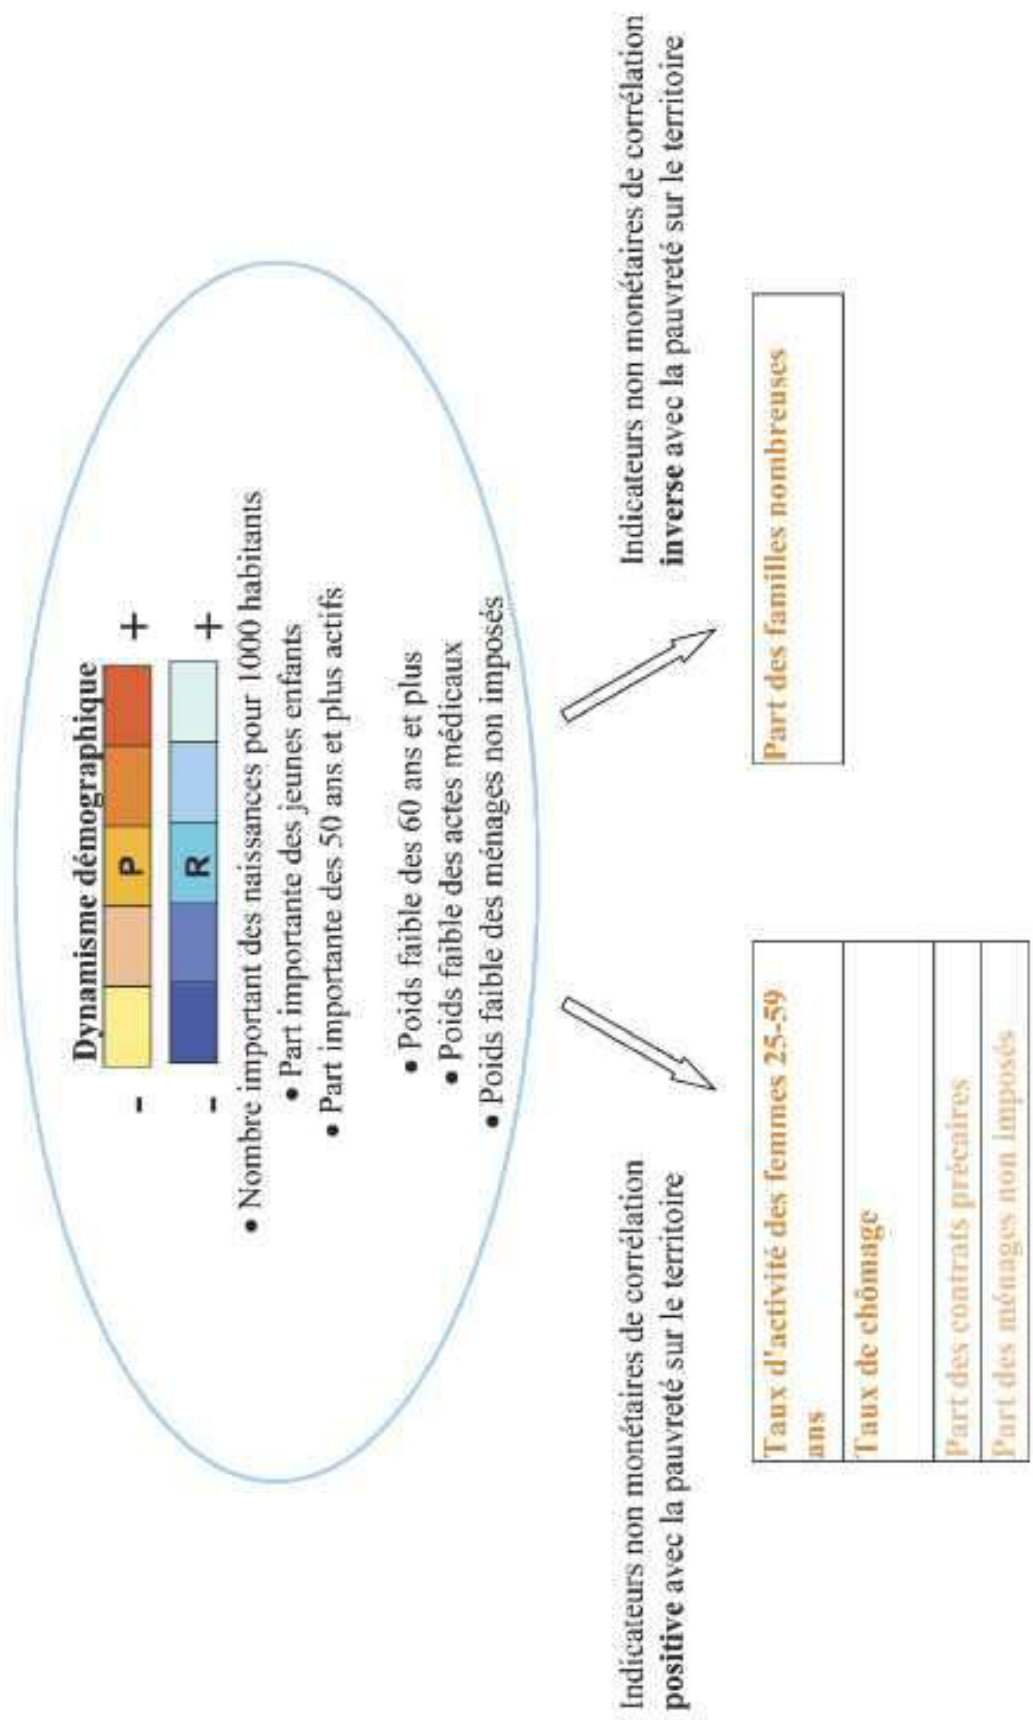 Dynamisme démographique
- P +
- R +
• Nombre important des naissances pour 1000 habitants
• Part importante des jeunes enfants
• Part importante des 50 ans et plus actifs
• Poids faible des 60 ans et plus
• Poids faible des actes médicaux
• Poids faible des ménages non imposés
Indicateurs non monétaires de corrélation
positive avec la pauvreté sur le territoire
Taux d'activité des femmes 25-59
ans
Taux de chômage
Part des contrats précaires
Part des ménages non imposés
Indicateurs non monétaires de corrélation
inverse avec la pauvreté sur le territoire
Part des familles nombreuses